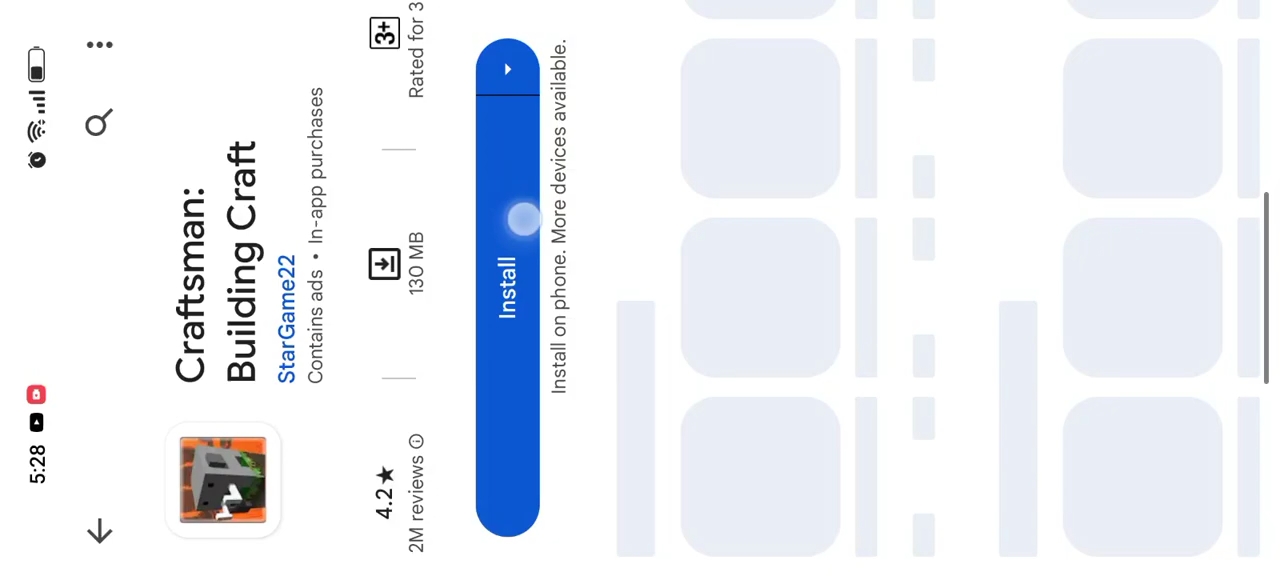 5:28
Craftsman:
Building Craft
StarGame22
Contains ads • In-app purchases
4.2★
2M reviews
130 MB
3+
Rated for 3
Install
Install on phone. More devices available.